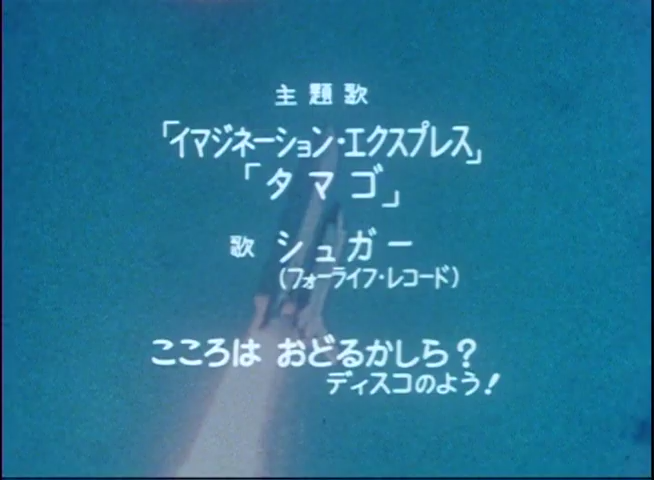 主題歌
「イマジネーション・エクスプレス」
「タマゴ」
歌 シュガー
(フォーライフ・レコード)
こころは おどるかしら?
ディスコのよう!